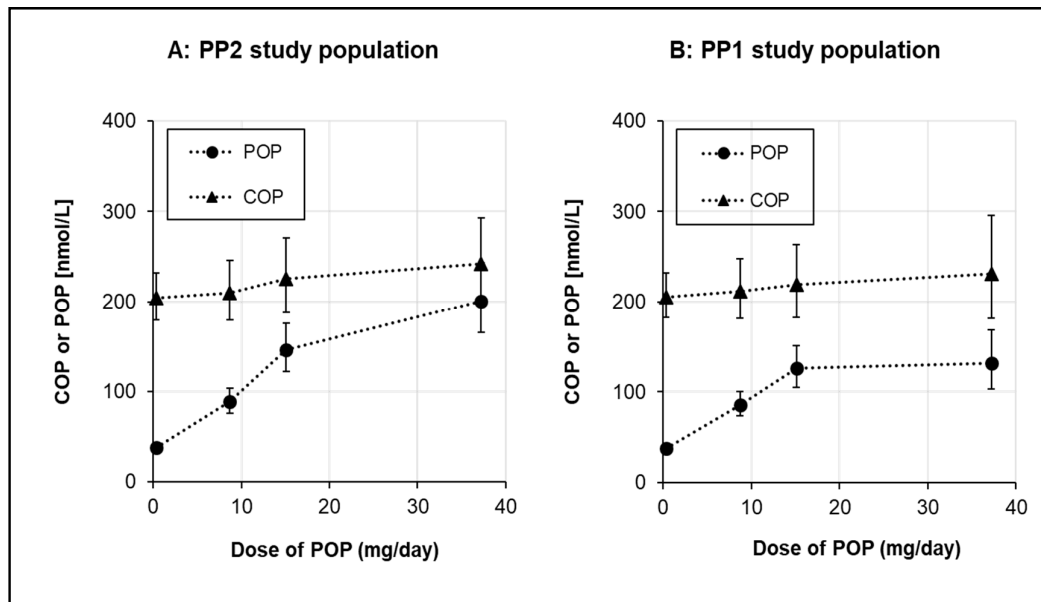 A: PP2 study population
COP or POP [nmol/L]
400
300
200
100
0
POP
COP
0 10 20 30 40
Dose of POP (mg/day)
B: PP1 study population
COP or POP [nmol/L]
400
300
200
100
0
POP
COP
0 10 20 30 40
Dose of POP (mg/day)